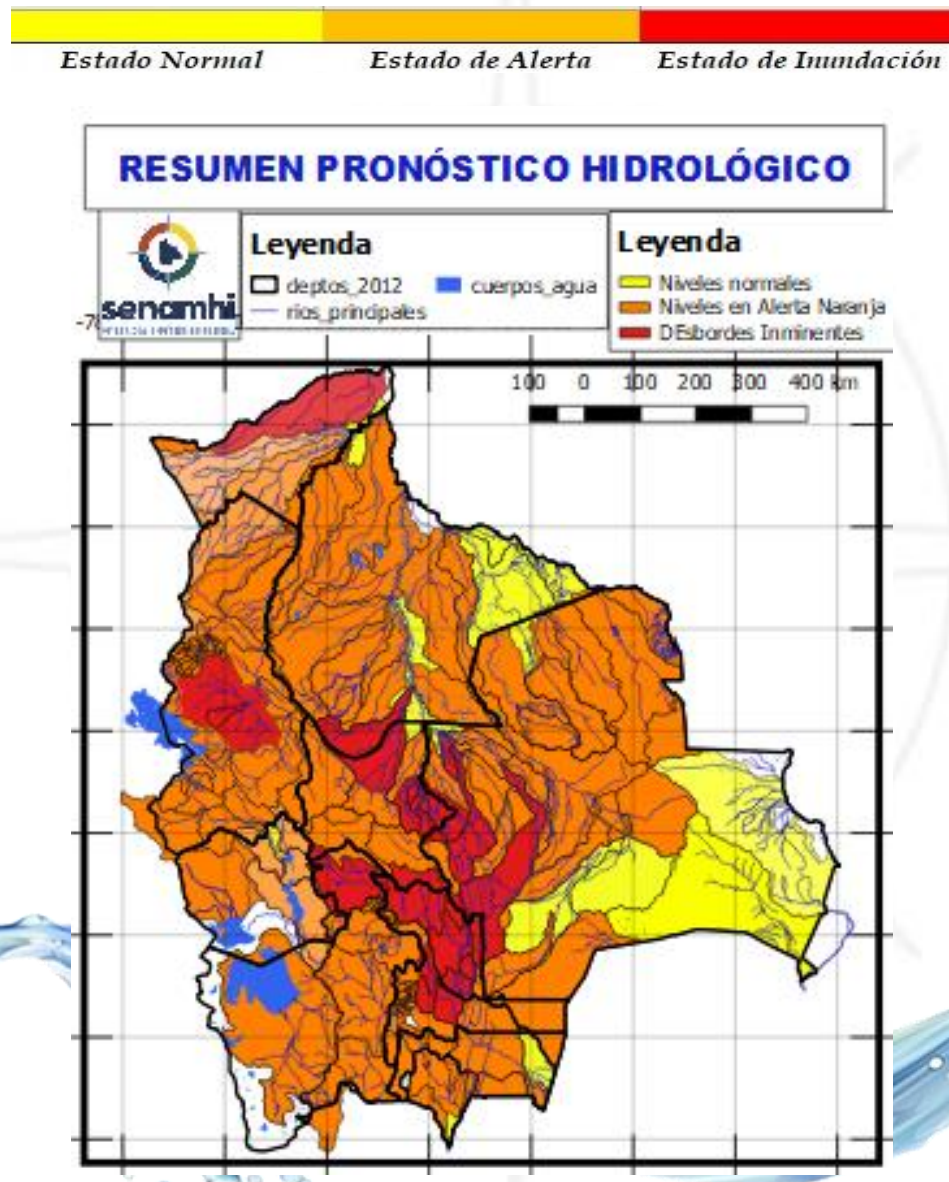 Estado Normal Estado de Alerta Estado de Inundación
RESUMEN PRONÓSTICO HIDROLÓGICO
senamhi
Leyenda
deptos_2012 cuerpos_agua
rios_principales
Leyenda
Niveles normales
Niveles en Alerta Naranja
DEsbordes Inminentes
100 0 100 200 300 400 km